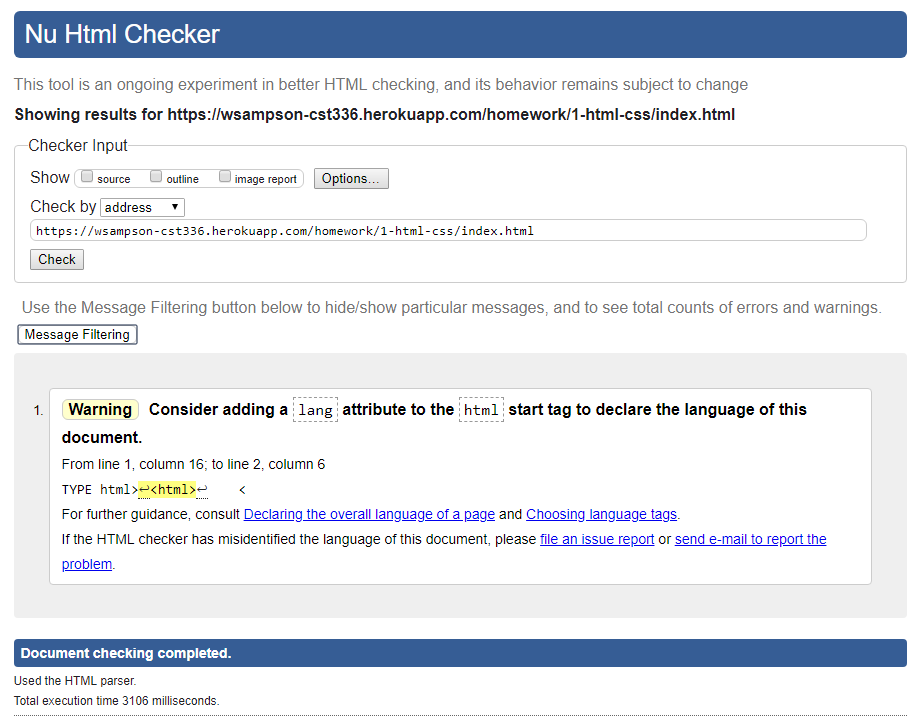 Nu Html Checker
This tool is an ongoing experiment in better HTML checking, and its behavior remains subject to change
Showing results for https://wsampson-cst336.herokuapp.com/homework/1-html-css/index.html
Checker Input
Show source outline image report Options...
Check by address ▼
https://wsampson-cst336.herokuapp.com/homework/1-html-css/index.html
Check
Use the Message Filtering button below to hide/show particular messages, and to see total counts of errors and warnings.
Message Filtering
1. Warning Consider adding a lang attribute to the html start tag to declare the language of this
document.
From line 1, column 16; to line 2, column 6
TYPE html>↩<html>↩    <
For further guidance, consult Declaring the overall language of a page and Choosing language tags.
If the HTML checker has misidentified the language of this document, please file an issue report or send e-mail to report the
problem.
Document checking completed.
Used the HTML parser.
Total execution time 3106 milliseconds.